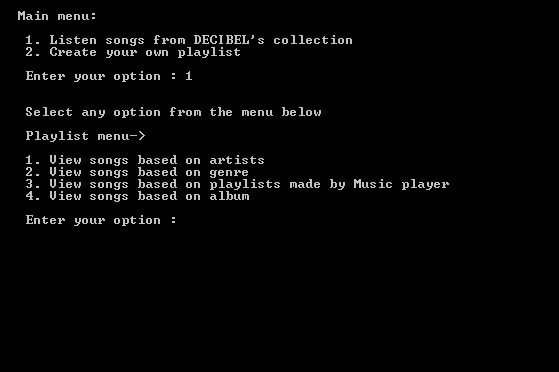 Main menu:
1. Listen songs from DECIBEL's collection
2. Create your own playlist
Enter your option : 1
Select any option from the menu below
Playlist menu->
1. View songs based on artists
2. View songs based on genre
3. View songs based on playlists made by Music player
4. View songs based on album
Enter your option :